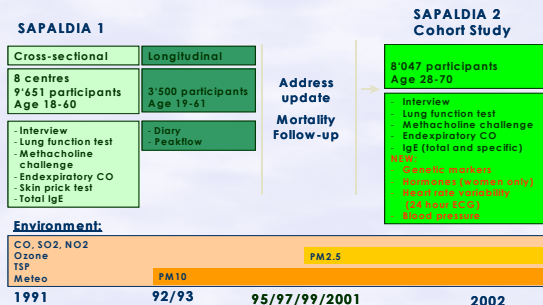 SAPALDIA 1
SAPALDIA 2
Cohort Study
Cross-sectional
Longitudinal
8 centres
9'651 participants
Age 18-60
3'500 participants
Age 19-61
Address
update
Mortality
Follow-up
8'047 participants
Age 28-70
- Interview
- Lung function test
- Methacholine
challenge
- Endexpiratory CO
- Skin prick test
- Total IgE
- Diary
- Peakflow
- Interview
- Lung function test
- Methacholine challenge
- Endexpiratory CO
- IgE (total and specific)
NEW:
- Genetic markers
- Hormones (women only)
- Heart rate variability
(24 hour ECG)
- Blood pressure
Environment:
CO, SO2, NO2
Ozone
TSP
Meteo
PM2.5
PM10
1991
92/93
95/97/99/2001
2002